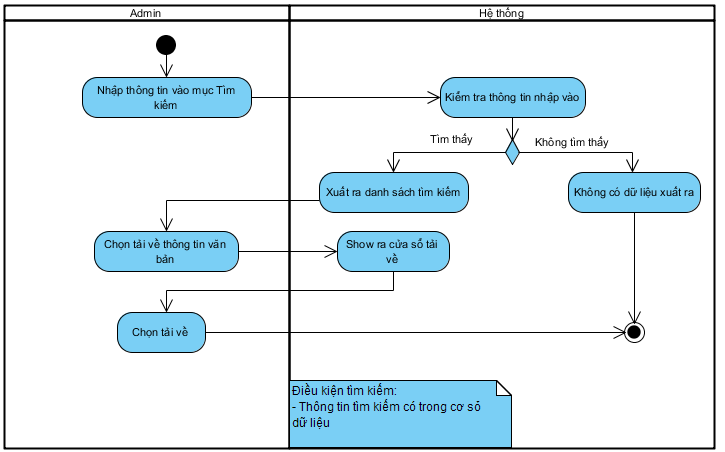 Admin
Hệ thống
Nhập thông tin vào mục Tìm
kiếm
Kiểm tra thông tin nhập vào
Tìm thấy
Không tìm thấy
Xuất ra danh sách tìm kiếm
Không có dữ liệu xuất ra
Chọn tải về thông tin văn
bản
Show ra cửa sổ tải
về
Chọn tải về
Điều kiện tìm kiếm:
- Thông tin tìm kiếm có trong cơ sở
dữ liệu